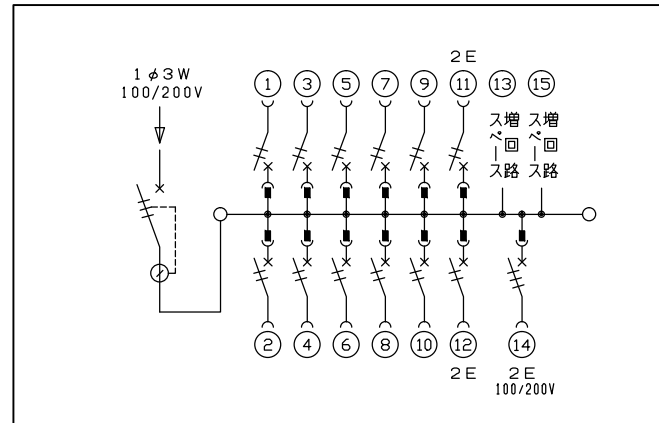 1φ3W
100/200V
2E
① ③ ⑤ ⑦ ⑨ ⑪ ⑬ ⑮
増回路
スペース
増回路
スペース
② ④ ⑥ ⑧ ⑩ ⑫ ⑭
2E
2E
100/200V